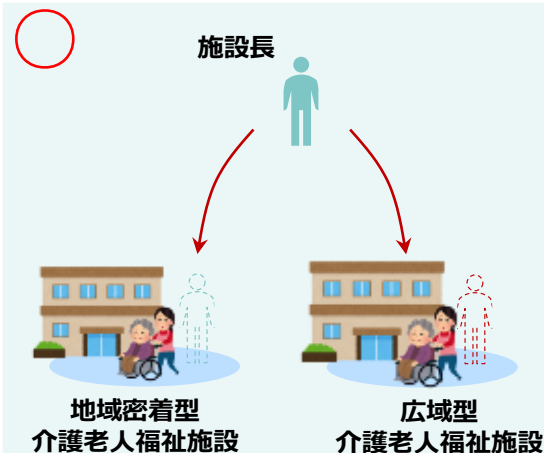 施設長
地域密着型
介護老人福祉施設
広域型
介護老人福祉施設